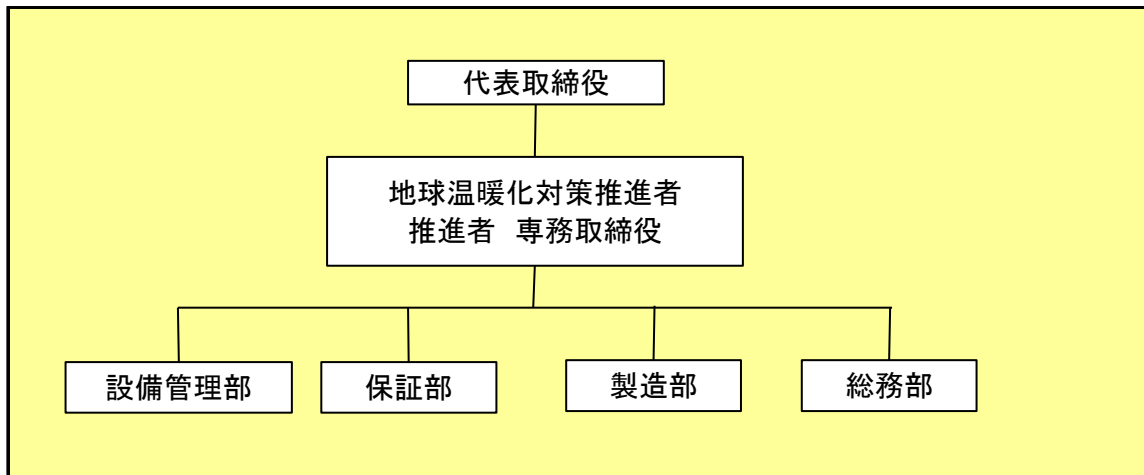 代表取締役
地球温暖化対策推進者
推進者　専務取締役
設備管理部
保証部
製造部
総務部